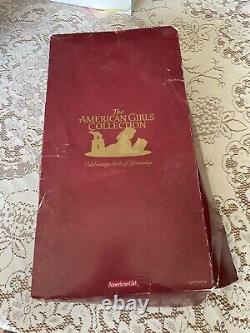 The
AMERICAN GIRLS
COLLECTION
Celebrating Girls of Yesterday
American Girl